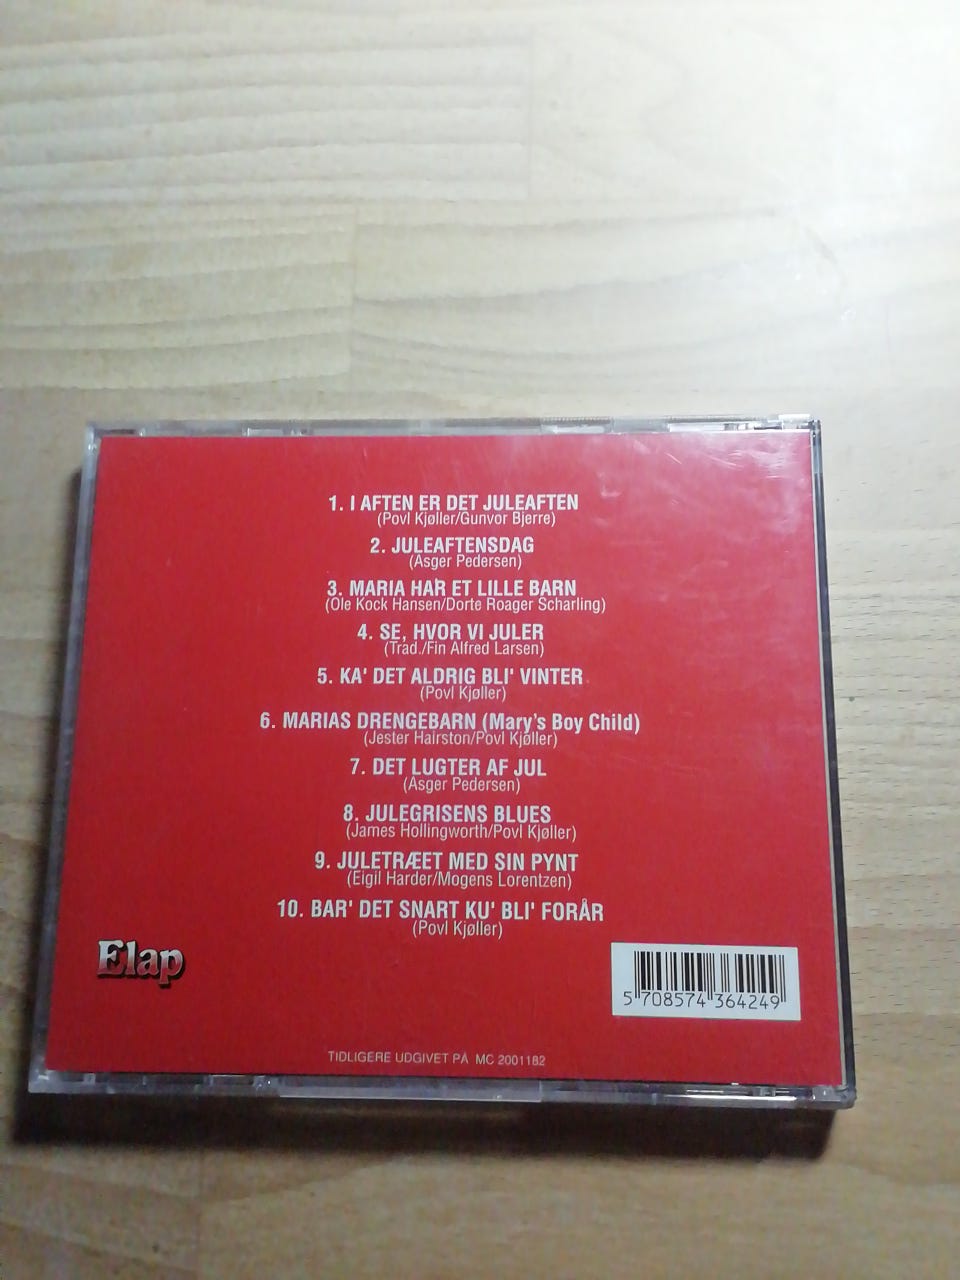 1. I AFTEN ER DET JULEAFTEN
(Povl Kjøller/Gunvor Bjerre)
2. JULEAFTENSDAG
(Asger Pedersen)
3. MARIA HAR ET LILLE BARN
(Ole Kock Hansen/Dorte Roager Scharling)
4. SE, HVOR VI JULER
(Trad./Fin Alfred Larsen)
5. KA' DET ALDRIG BLI' VINTER
(Povl Kjøller)
6. MARIAS DRENGEBARN (Mary's Boy Child)
(Jester Hairston/Povl Kjøller)
7. DET LUGTER AF JUL
(Asger Pedersen)
8. JULEGRISENS BLUES
(James Hollingworth/Povl Kjøller)
9. JULETRÆET MED SIN PYNT
(Eigil Harder/Mogens Lorentzen)
10. BAR' DET SNART KU' BLI' FORÅR
(Povl Kjøller)
Elap
5 708574 364249
TIDLIGERE UDGIVET PÅ MC 2001182